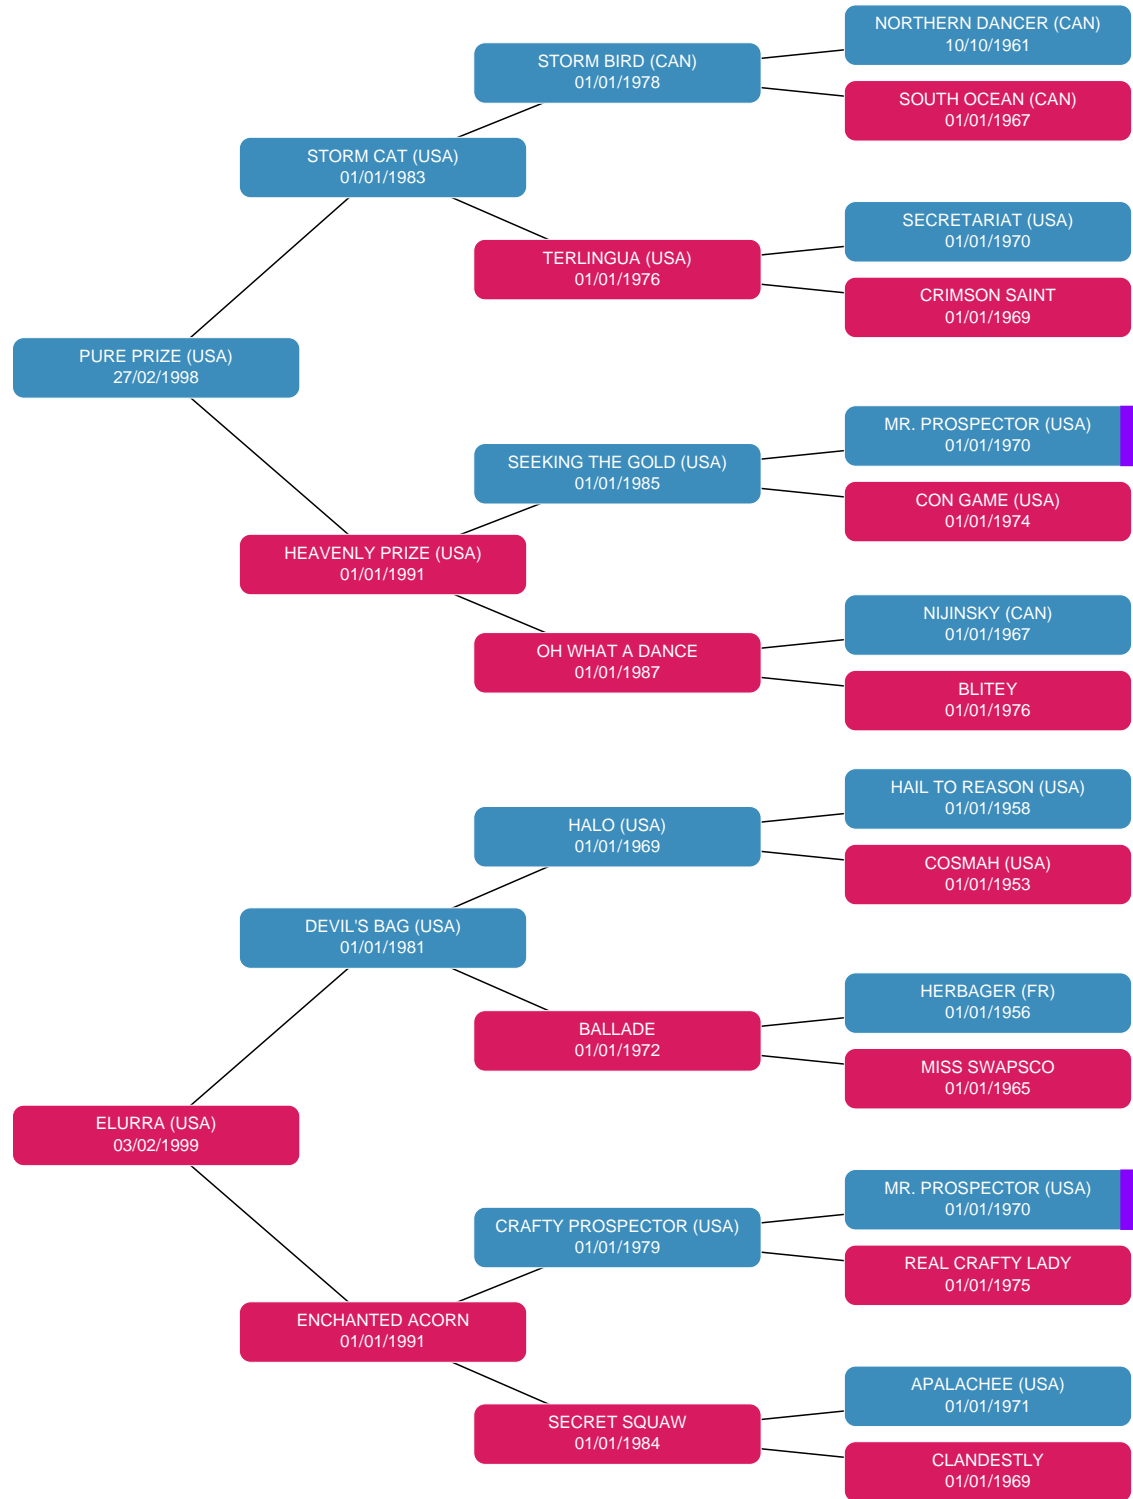 NORTHERN DANCER (CAN)
10/10/1961
STORM BIRD (CAN)
01/01/1978
SOUTH OCEAN (CAN)
01/01/1967
STORM CAT (USA)
01/01/1983
SECRETARIAT (USA)
01/01/1970
TERLINGUA (USA)
01/01/1976
CRIMSON SAINT
01/01/1969
PURE PRIZE (USA)
27/02/1998
MR. PROSPECTOR (USA)
01/01/1970
SEEKING THE GOLD (USA)
01/01/1985
CON GAME (USA)
01/01/1974
HEAVENLY PRIZE (USA)
01/01/1991
NIJINSKY (CAN)
01/01/1967
OH WHAT A DANCE
01/01/1987
BLITEY
01/01/1976
HAIL TO REASON (USA)
01/01/1958
HALO (USA)
01/01/1969
COSMAH (USA)
01/01/1953
DEVIL'S BAG (USA)
01/01/1981
HERBAGER (FR)
01/01/1956
BALLADE
01/01/1972
MISS SWAPSCO
01/01/1965
ELURRA (USA)
03/02/1999
MR. PROSPECTOR (USA)
01/01/1970
CRAFTY PROSPECTOR (USA)
01/01/1979
REAL CRAFTY LADY
01/01/1975
ENCHANTED ACORN
01/01/1991
APALACHEE (USA)
01/01/1971
SECRET SQUAW
01/01/1984
CLANDESTLY
01/01/1969